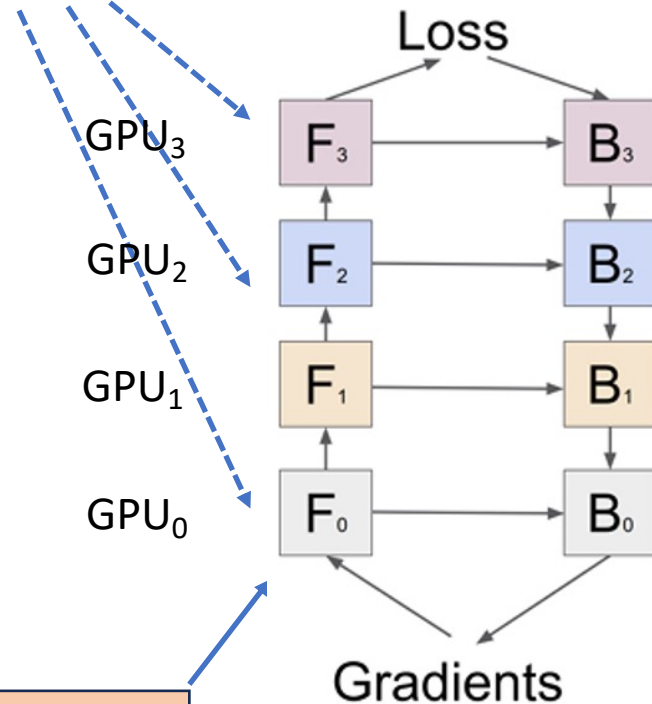 Loss
GPU₃ F₃ B₃
GPU₂ F₂ B₂
GPU₁ F₁ B₁
GPU₀ F₀ B₀
Gradients